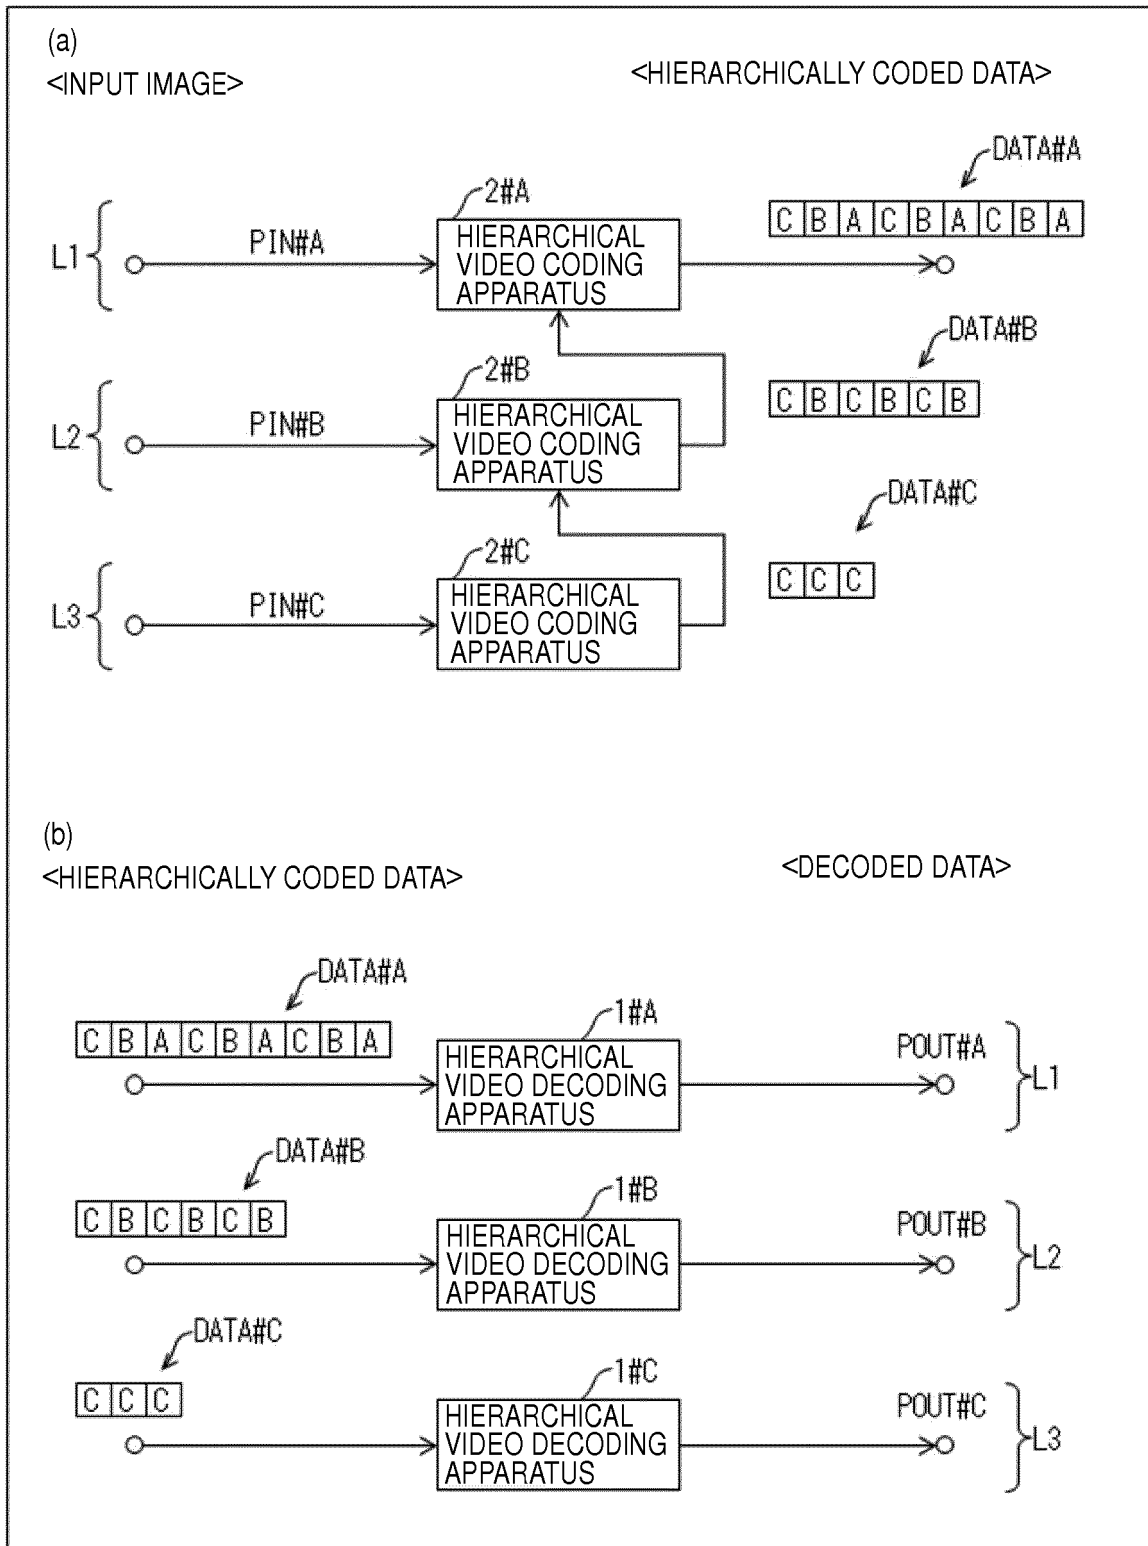 (a)
<INPUT IMAGE>
<HIERARCHICALLY CODED DATA>
DATA#A
2#A
C B A C B A C B A
L1
PIN#A
HIERARCHICAL
VIDEO CODING
APPARATUS
DATA#B
2#B
C B C B C B
L2
PIN#B
HIERARCHICAL
VIDEO CODING
APPARATUS
DATA#C
2#C
C C C
L3
PIN#C
HIERARCHICAL
VIDEO CODING
APPARATUS
(b)
<HIERARCHICALLY CODED DATA>
<DECODED DATA>
DATA#A
1#A
C B A C B A C B A
HIERARCHICAL
VIDEO DECODING
APPARATUS
POUT#A
L1
DATA#B
1#B
C B C B C B
HIERARCHICAL
VIDEO DECODING
APPARATUS
POUT#B
L2
DATA#C
1#C
C C C
HIERARCHICAL
VIDEO DECODING
APPARATUS
POUT#C
L3